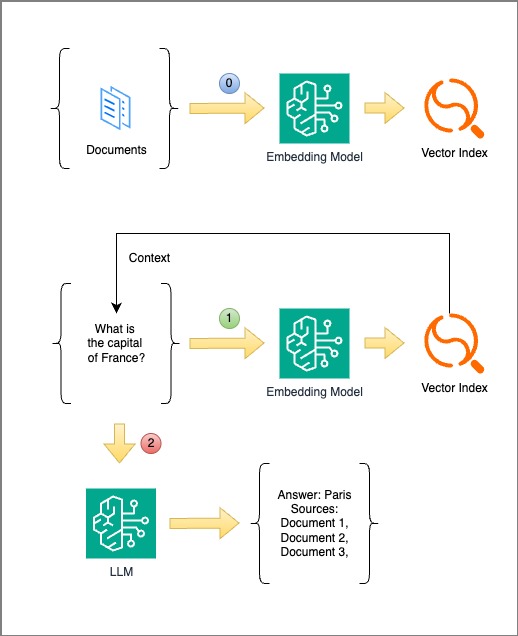 0
Documents
Embedding Model
Vector Index
Context
What is
the capital
of France?
1
Embedding Model
Vector Index
2
LLM
Answer: Paris
Sources:
Document 1,
Document 2,
Document 3,